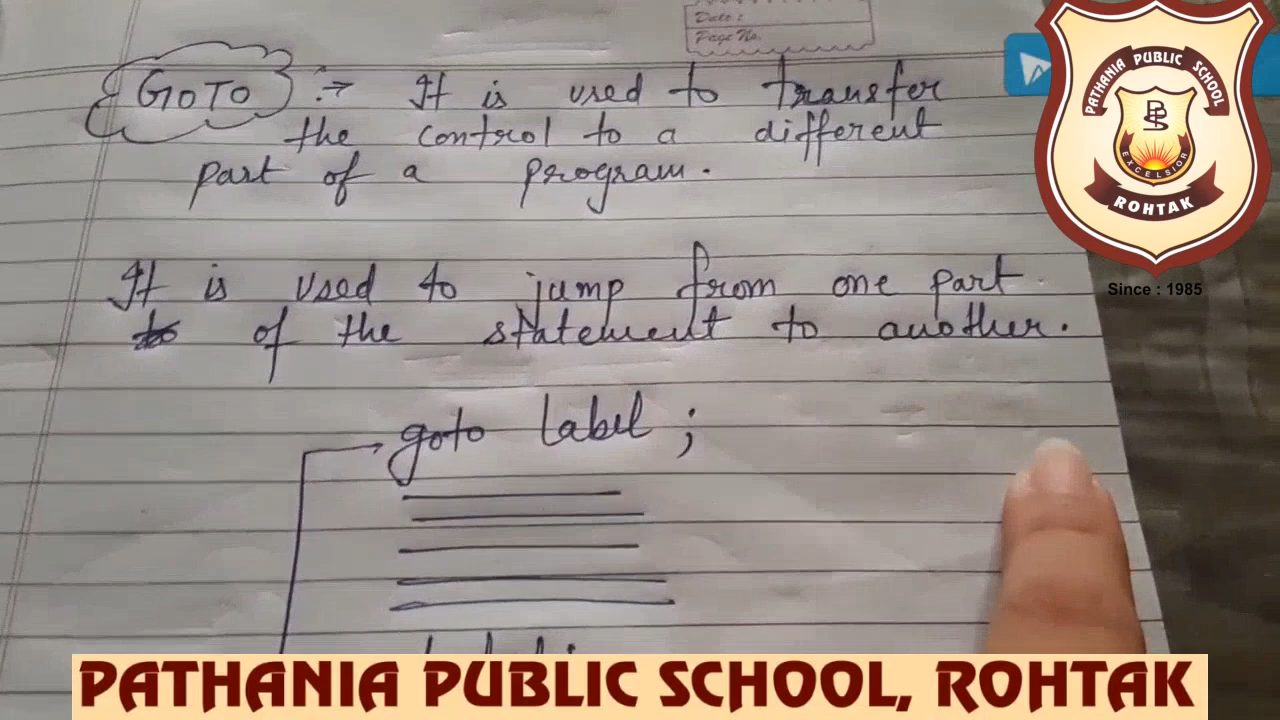 Date :
Page No.
GOTO :→ It is used to transfer
the control to a different
part of a program.
It is used to jump from one part
of the statement to another.
goto label ;
PATHANIA PUBLIC SCHOOL
PPS
EXCELSIOR
ROHTAK
Since : 1985
PATHANIA PUBLIC SCHOOL, ROHTAK